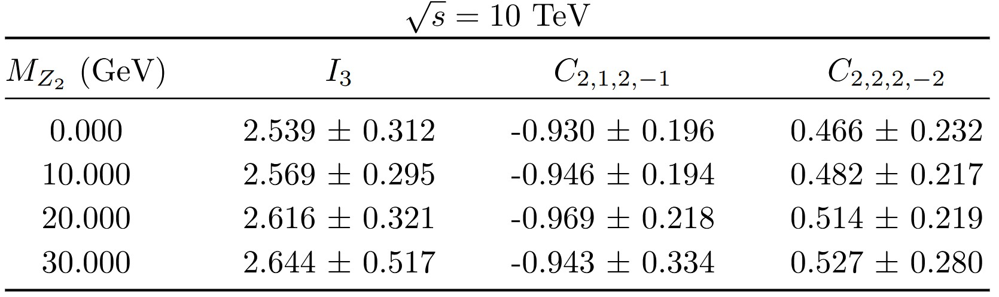 √s = 10 TeV
M_{Z_2} (GeV) I_3 C_{2,1,2,−1} C_{2,2,2,−2}
0.000 2.539 ± 0.312 -0.930 ± 0.196 0.466 ± 0.232
10.000 2.569 ± 0.295 -0.946 ± 0.194 0.482 ± 0.217
20.000 2.616 ± 0.321 -0.969 ± 0.218 0.514 ± 0.219
30.000 2.644 ± 0.517 -0.943 ± 0.334 0.527 ± 0.280